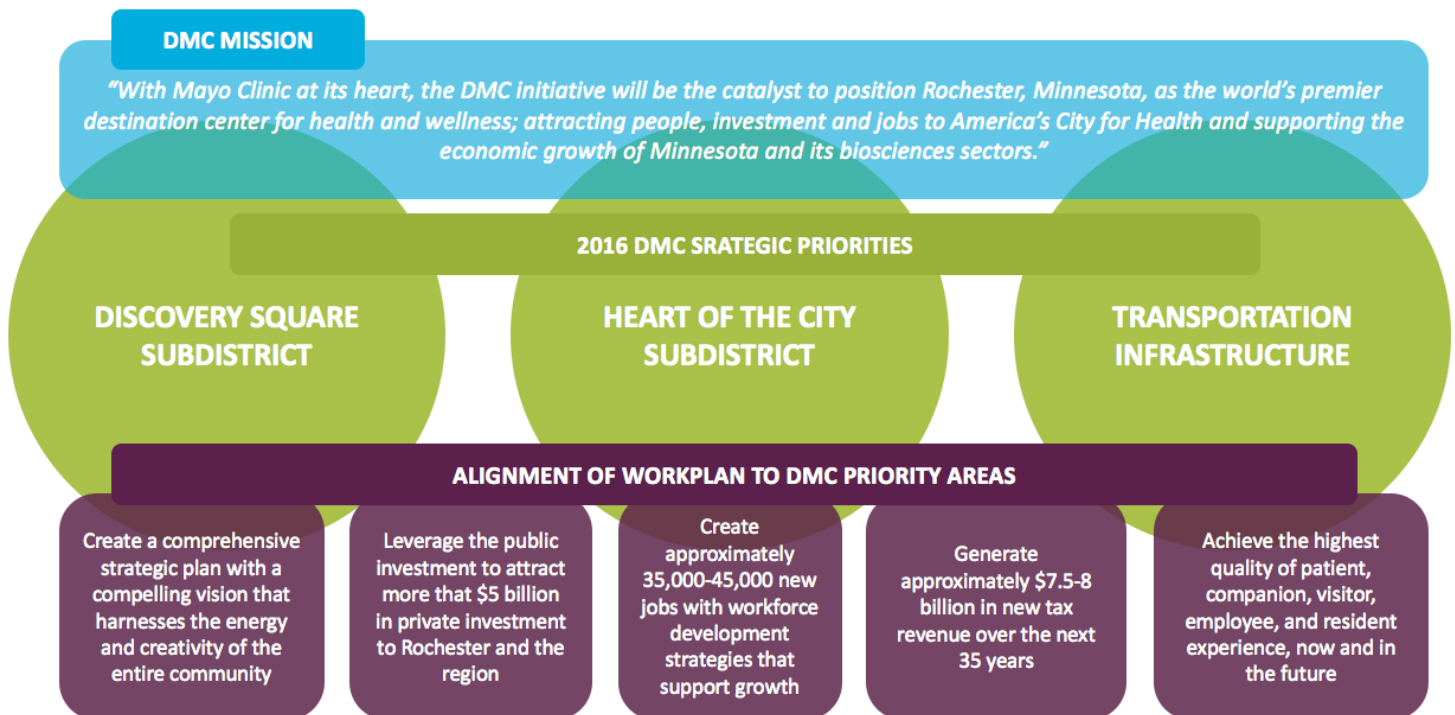 DMC MISSION
“With Mayo Clinic at its heart, the DMC initiative will be the catalyst to position Rochester, Minnesota, as the world’s premier
destination center for health and wellness; attracting people, investment and jobs to America’s City for Health and supporting the
economic growth of Minnesota and its biosciences sectors.”
2016 DMC SRATEGIC PRIORITIES
DISCOVERY SQUARE
SUBDISTRICT
HEART OF THE CITY
SUBDISTRICT
TRANSPORTATION
INFRASTRUCTURE
ALIGNMENT OF WORKPLAN TO DMC PRIORITY AREAS
Create a comprehensive
strategic plan with a
compelling vision that
harnesses the energy
and creativity of the
entire community
Leverage the public
investment to attract
more that $5 billion
in private investment
to Rochester and the
region
Create
approximately
35,000-45,000 new
jobs with workforce
development
strategies that
support growth
Generate
approximately $7.5-8
billion in new tax
revenue over the next
35 years
Achieve the highest
quality of patient,
companion, visitor,
employee, and resident
experience, now and in
the future